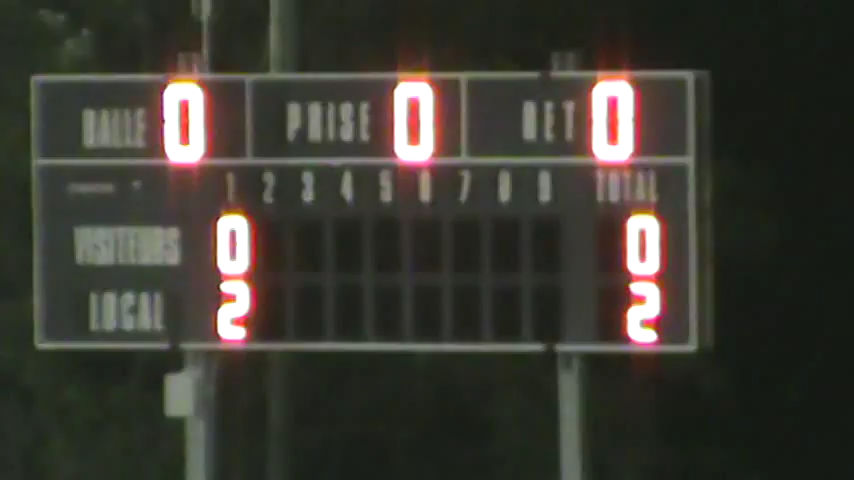 BALLE 0 PRISE 0 RET 0
1 2 3 4 5 6 7 8 9 TOTAL
VISITEURS 0 0
LOCAL 2 2